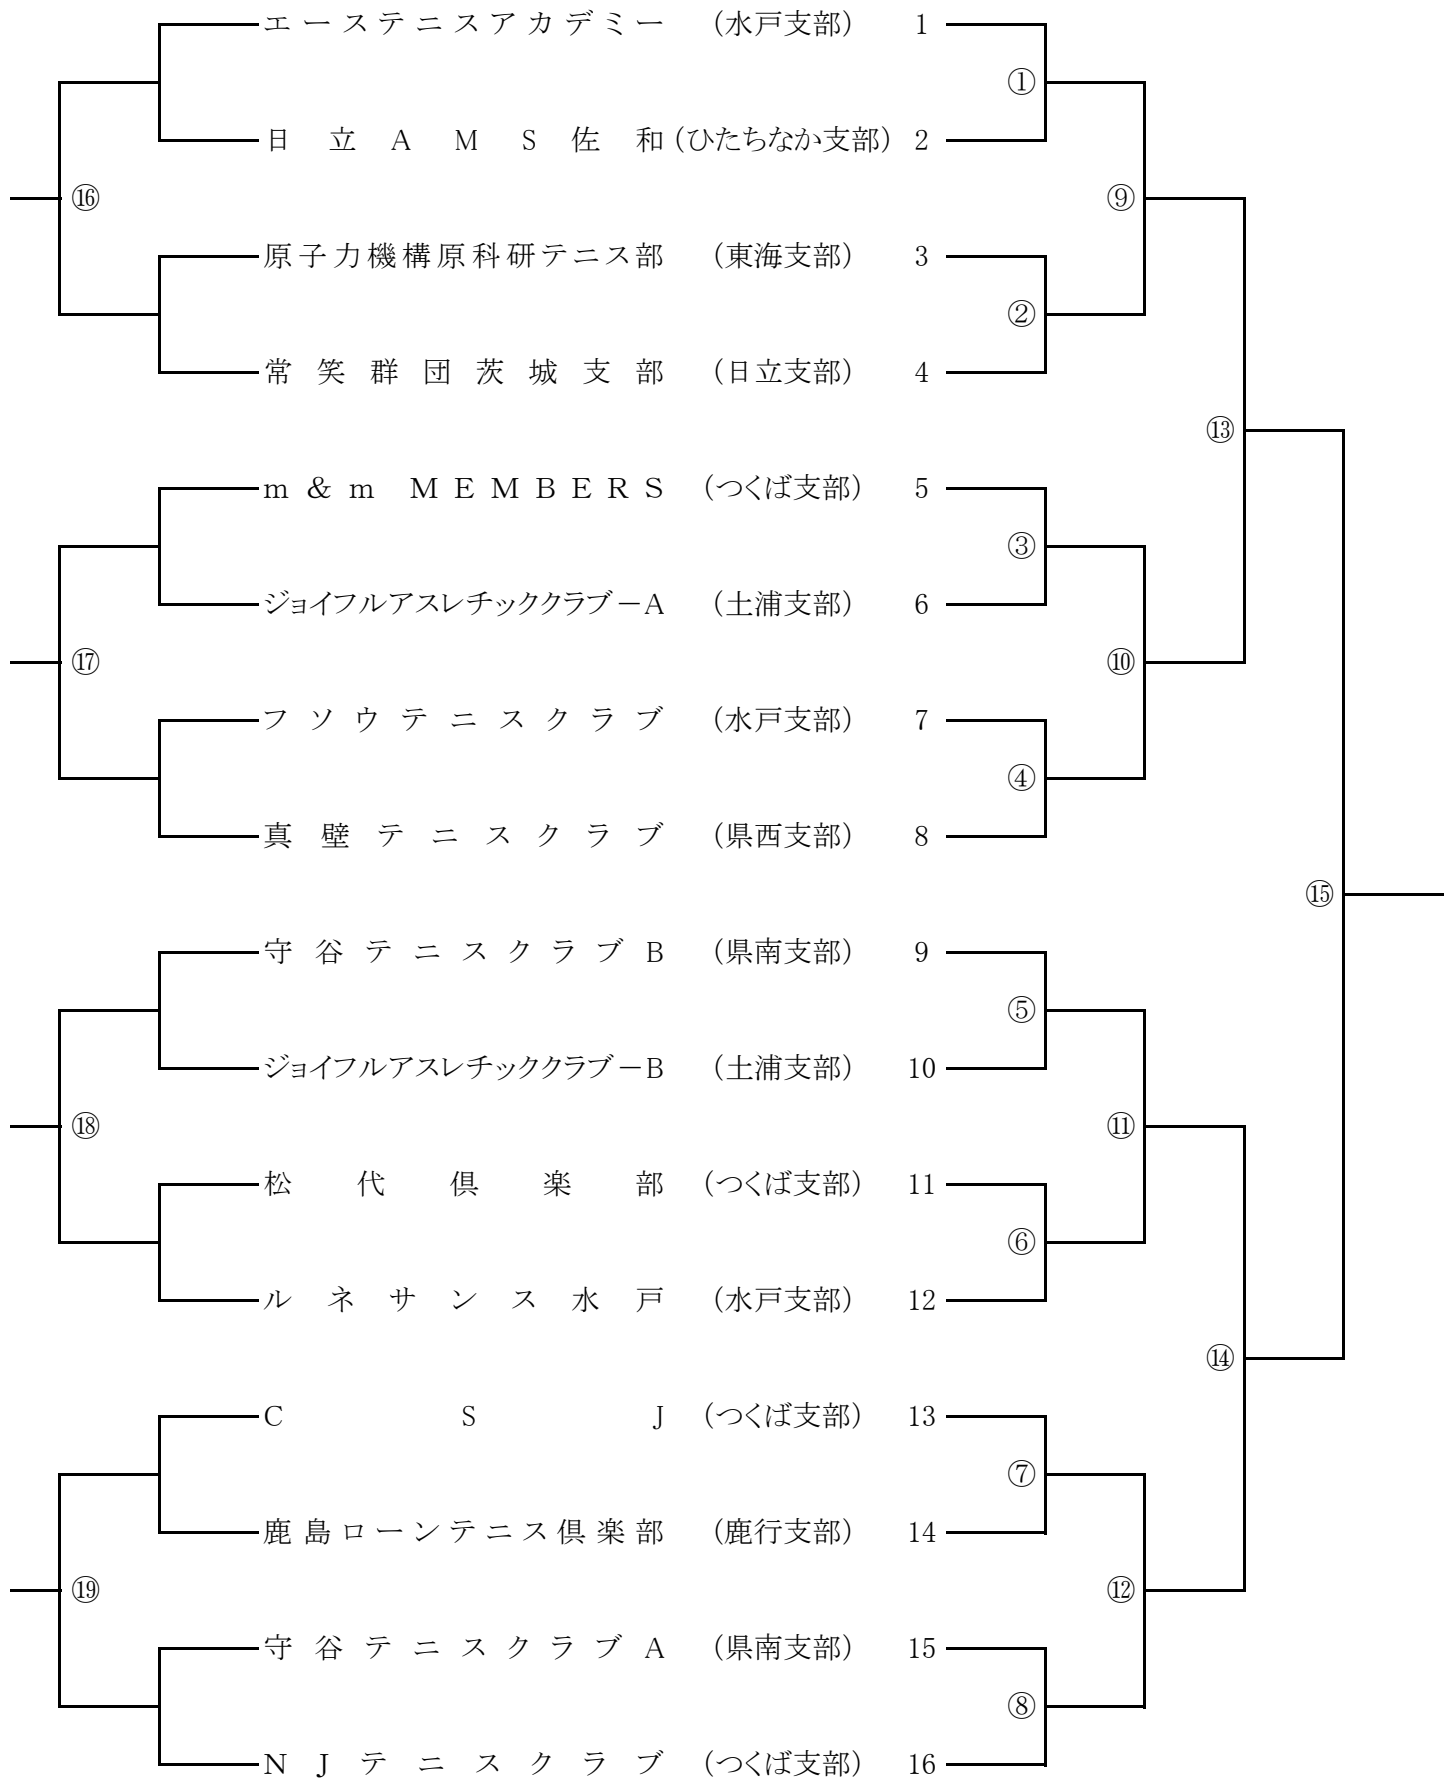 エーステニスアカデミー (水戸支部) 1
①
日立AMS佐和 (ひたちなか支部) 2
⑯ ⑨
原子力機構原科研テニス部 (東海支部) 3
②
常笑群団茨城支部 (日立支部) 4
⑬
m&m MEMBERS (つくば支部) 5
③
ジョイフルアスレチッククラブ－A (土浦支部) 6
⑰ ⑩
フソウテニスクラブ (水戸支部) 7
④
真壁テニスクラブ (県西支部) 8
⑮
守谷テニスクラブB (県南支部) 9
⑤
ジョイフルアスレチッククラブ－B (土浦支部) 10
⑱ ⑪
松代倶楽部 (つくば支部) 11
⑥
ルネサンス水戸 (水戸支部) 12
⑭
CSJ (つくば支部) 13
⑦
鹿島ローンテニス倶楽部 (鹿行支部) 14
⑲ ⑫
守谷テニスクラブA (県南支部) 15
⑧
NJテニスクラブ (つくば支部) 16